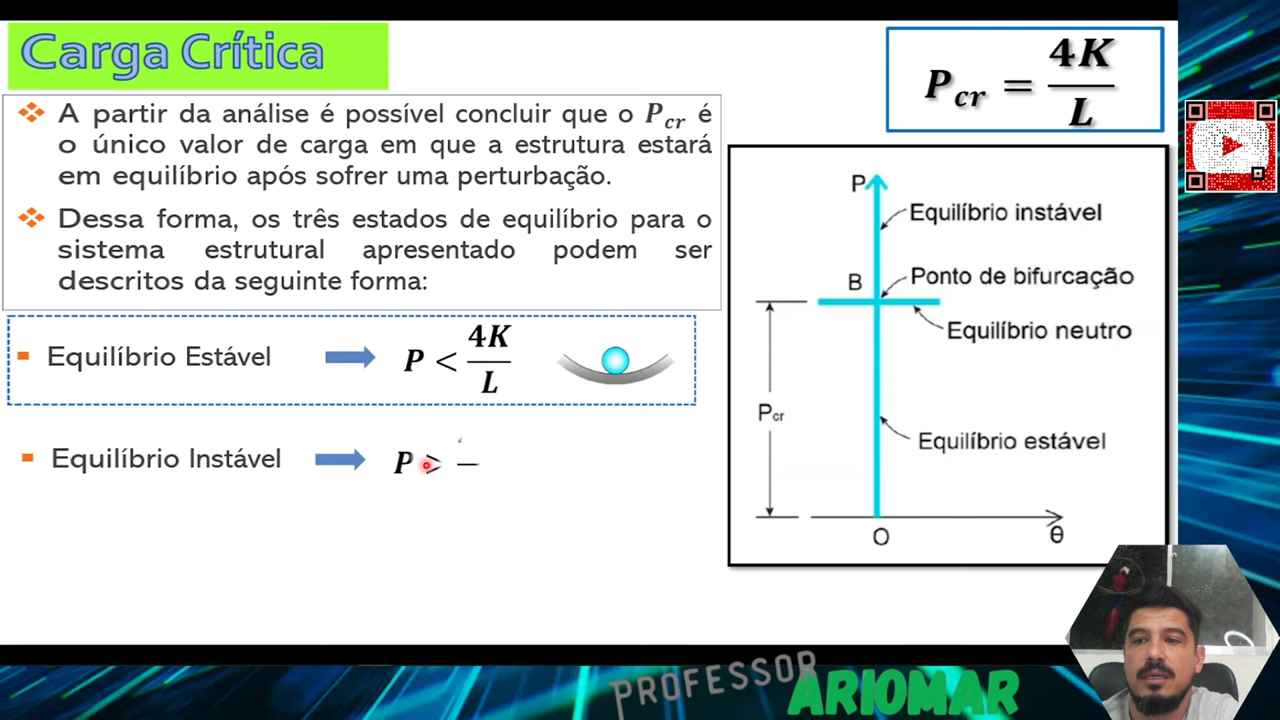 Carga Crítica
A partir da análise é possível concluir que o P_cr é
o único valor de carga em que a estrutura estará
em equilíbrio após sofrer uma perturbação.
Dessa forma, os três estados de equilíbrio para o
sistema estrutural apresentado podem ser
descritos da seguinte forma:
Equilíbrio Estável P < 4K/L
Equilíbrio Instável P >
P_cr = 4K/L
P
Equilíbrio instável
B
Ponto de bifurcação
Equilíbrio neutro
Pcr
Equilíbrio estável
O
θ
PROFESSOR
ARIOMAR